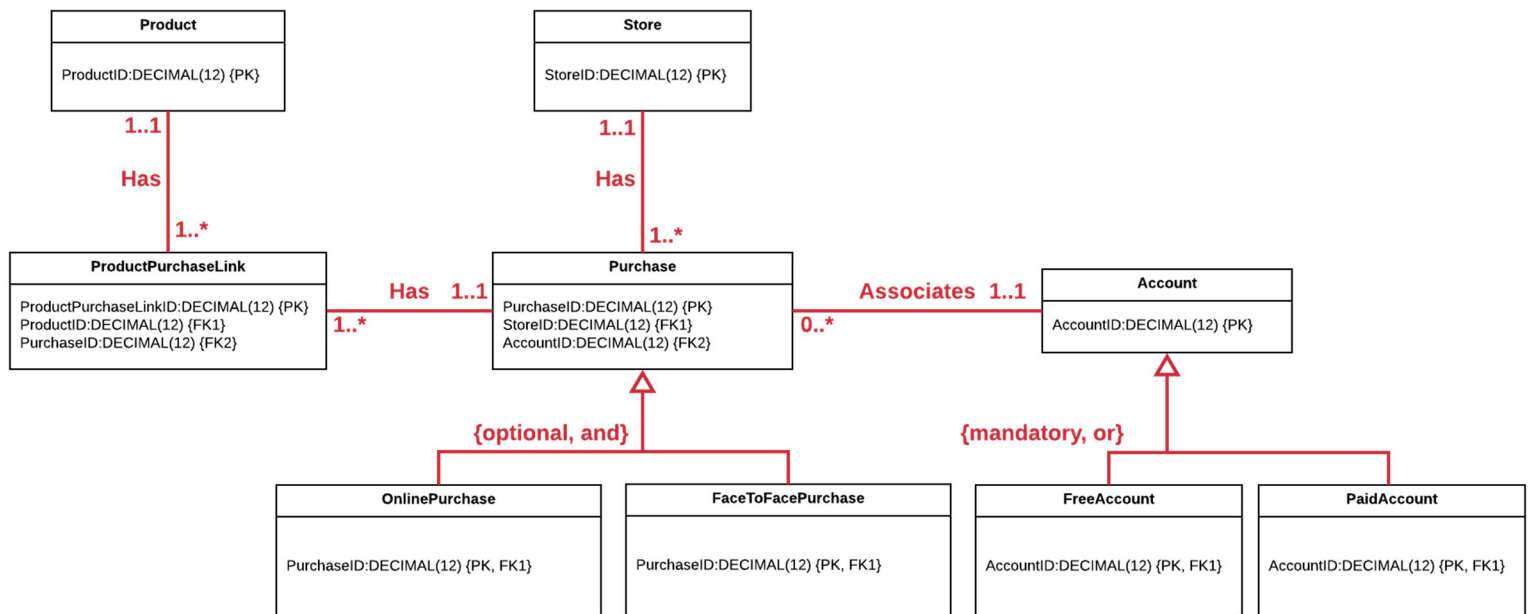 Product
ProductID:DECIMAL(12) {PK}
Store
StoreID:DECIMAL(12) {PK}
1..1
Has
1..*
1..1
Has
1..*
ProductPurchaseLink
ProductPurchaseLinkID:DECIMAL(12) {PK}
ProductID:DECIMAL(12) {FK1}
PurchaseID:DECIMAL(12) {FK2}
Has 1..1
1..*
Purchase
PurchaseID:DECIMAL(12) {PK}
StoreID:DECIMAL(12) {FK1}
AccountID:DECIMAL(12) {FK2}
Associates 1..1
0..*
Account
AccountID:DECIMAL(12) {PK}
{optional, and}
{mandatory, or}
OnlinePurchase
PurchaseID:DECIMAL(12) {PK, FK1}
FaceToFacePurchase
PurchaseID:DECIMAL(12) {PK, FK1}
FreeAccount
AccountID:DECIMAL(12) {PK, FK1}
PaidAccount
AccountID:DECIMAL(12) {PK, FK1}